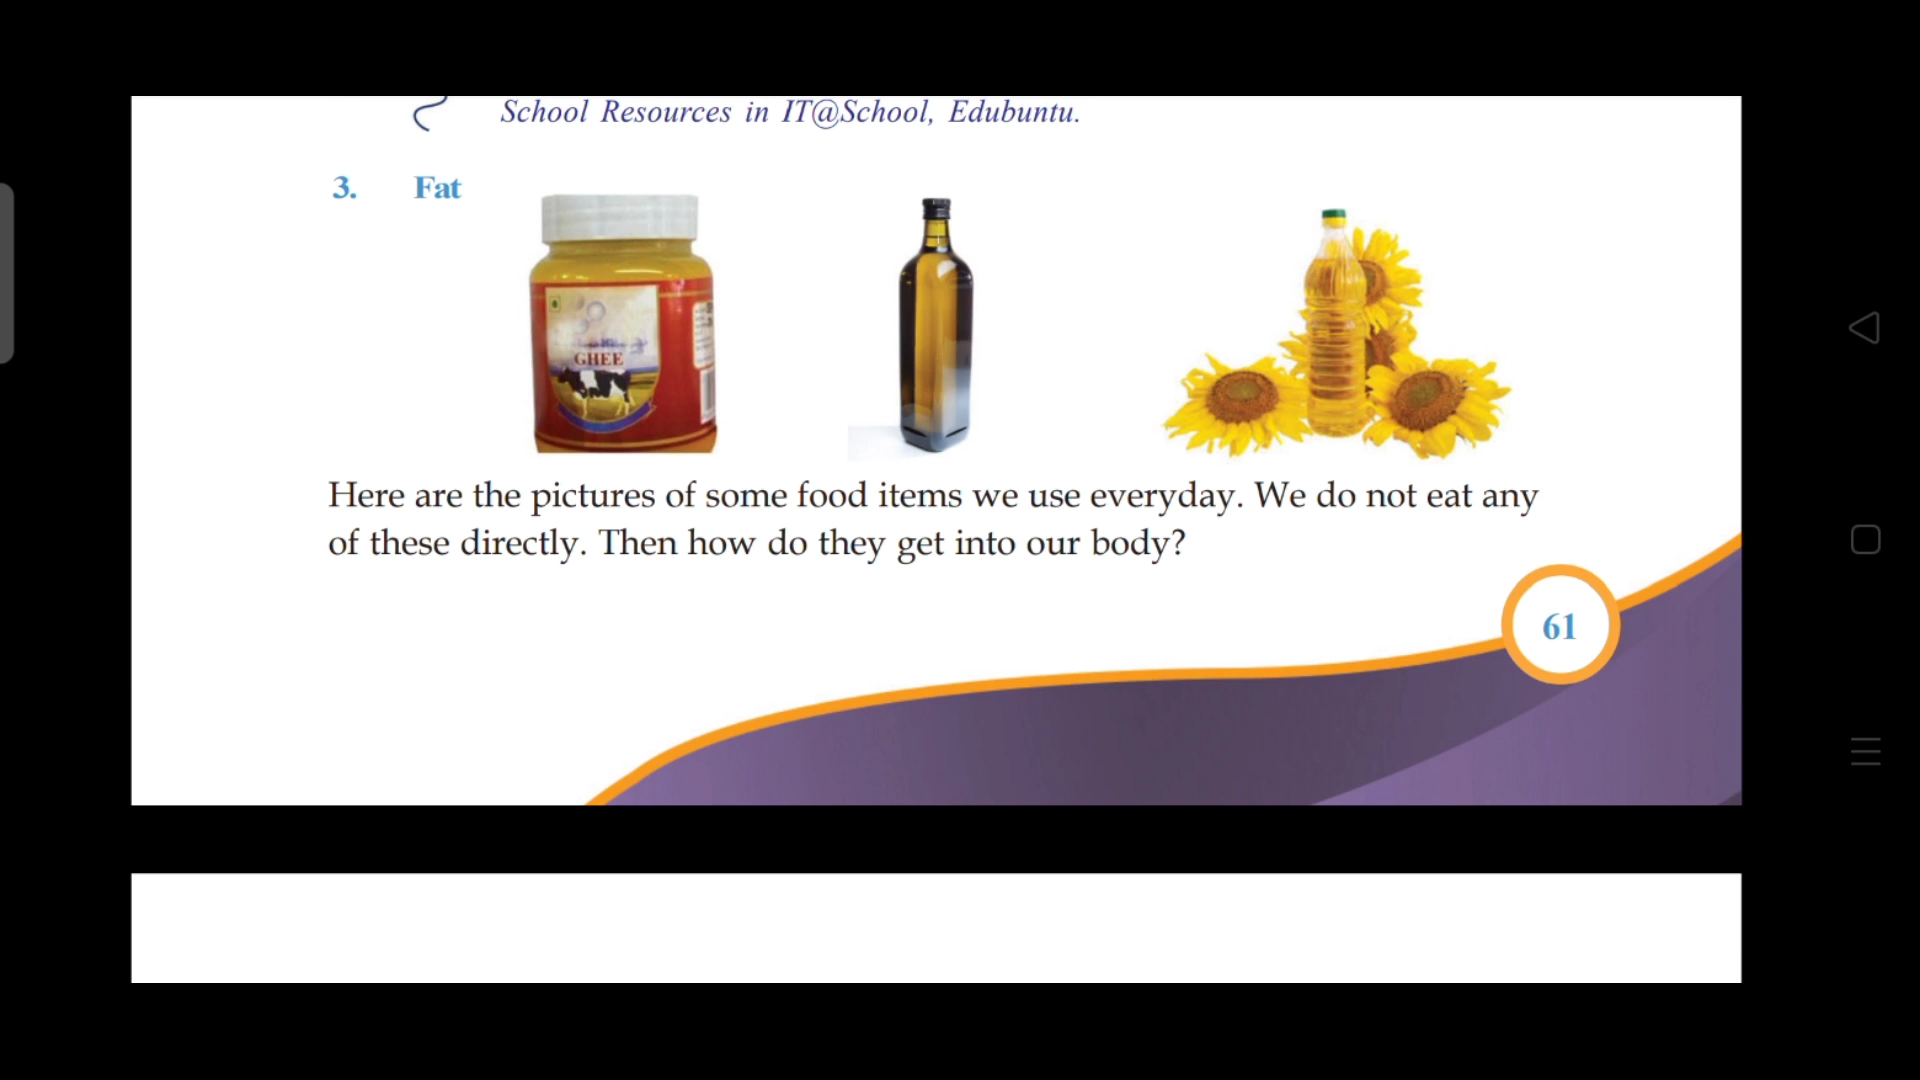 School Resources in IT@School, Edubuntu.
3. Fat
GHEE
Here are the pictures of some food items we use everyday. We do not eat any
of these directly. Then how do they get into our body?
61